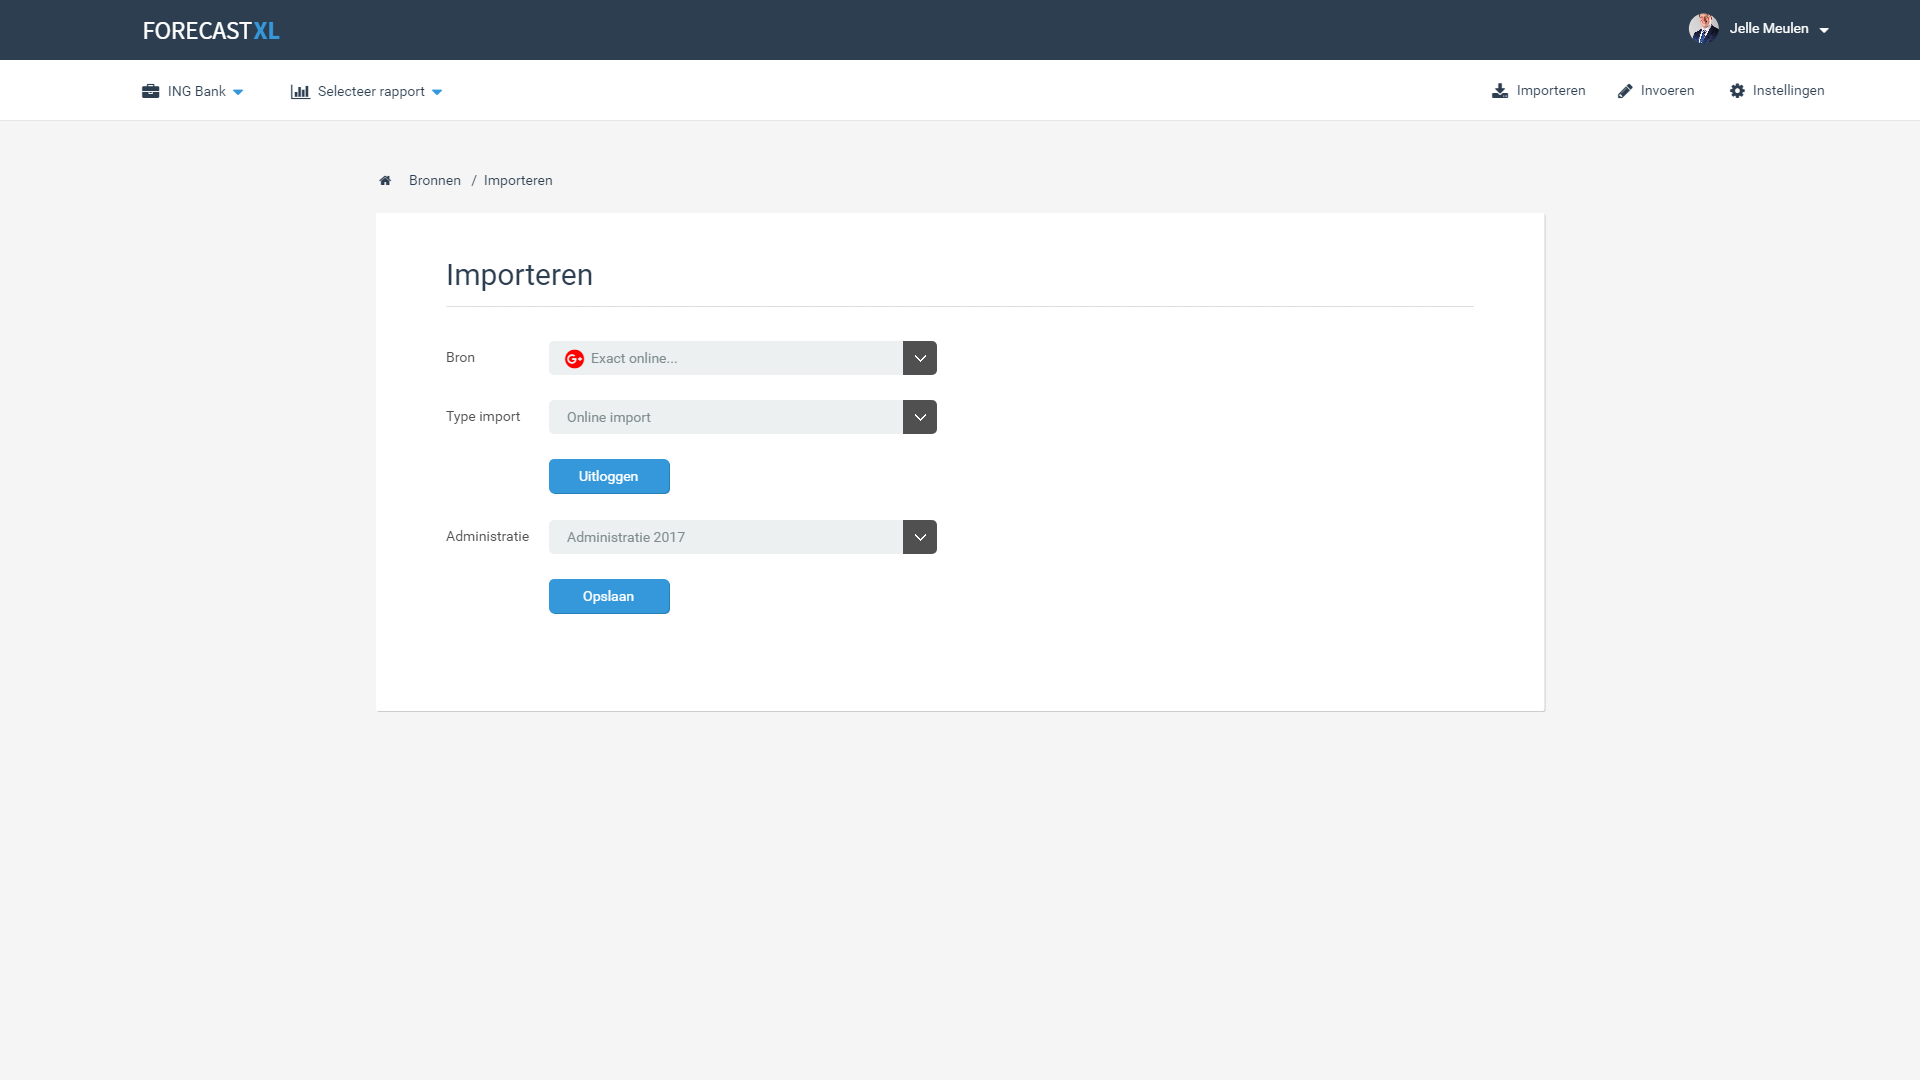 FORECASTXL
Jelle Meulen
ING Bank
Selecteer rapport
Importeren
Invoeren
Instellingen
Bronnen / Importeren
Importeren
Bron
G+ Exact online...
Type import
Online import
Uitloggen
Administratie
Administratie 2017
Opslaan